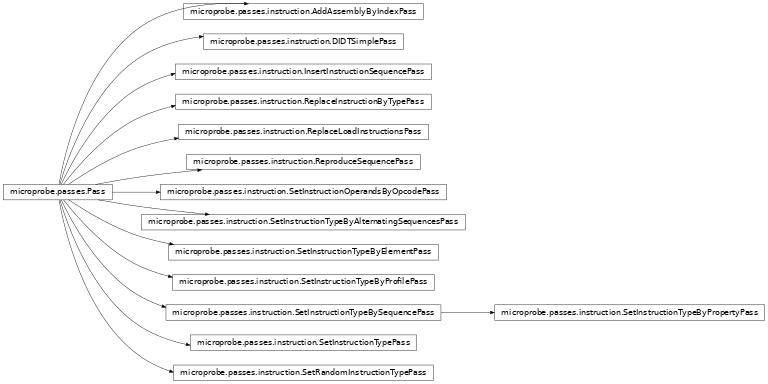 microprobe.passes.instruction.AddAssemblyByIndexPass
microprobe.passes.instruction.DIDTSimplePass
microprobe.passes.instruction.InsertInstructionSequencePass
microprobe.passes.instruction.ReplaceInstructionByTypePass
microprobe.passes.instruction.ReplaceLoadInstructionsPass
microprobe.passes.instruction.ReproduceSequencePass
microprobe.passes.Pass
microprobe.passes.instruction.SetInstructionOperandsByOpcodePass
microprobe.passes.instruction.SetInstructionTypeByAlternatingSequencesPass
microprobe.passes.instruction.SetInstructionTypeByElementPass
microprobe.passes.instruction.SetInstructionTypeByProfilePass
microprobe.passes.instruction.SetInstructionTypeBySequencePass
microprobe.passes.instruction.SetInstructionTypeByPropertyPass
microprobe.passes.instruction.SetInstructionTypePass
microprobe.passes.instruction.SetRandomInstructionTypePass